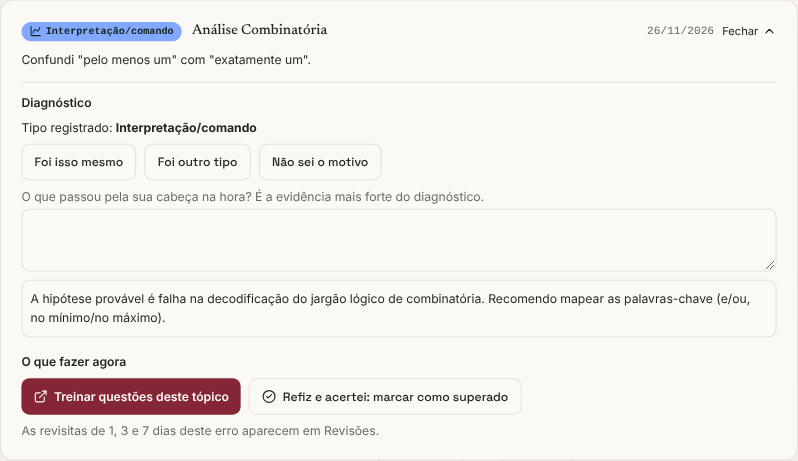 Interpretação/comando Análise Combinatória 26/11/2026 Fechar
Confundi "pelo menos um" com "exatamente um".
Diagnóstico
Tipo registrado: Interpretação/comando
Foi isso mesmo Foi outro tipo Não sei o motivo
O que passou pela sua cabeça na hora? É a evidência mais forte do diagnóstico.
A hipótese provável é falha na decodificação do jargão lógico de combinatória. Recomendo mapear as palavras-chave (e/ou,
no mínimo/no máximo).
O que fazer agora
Treinar questões deste tópico Refiz e acertei: marcar como superado
As revisitas de 1, 3 e 7 dias deste erro aparecem em Revisões.